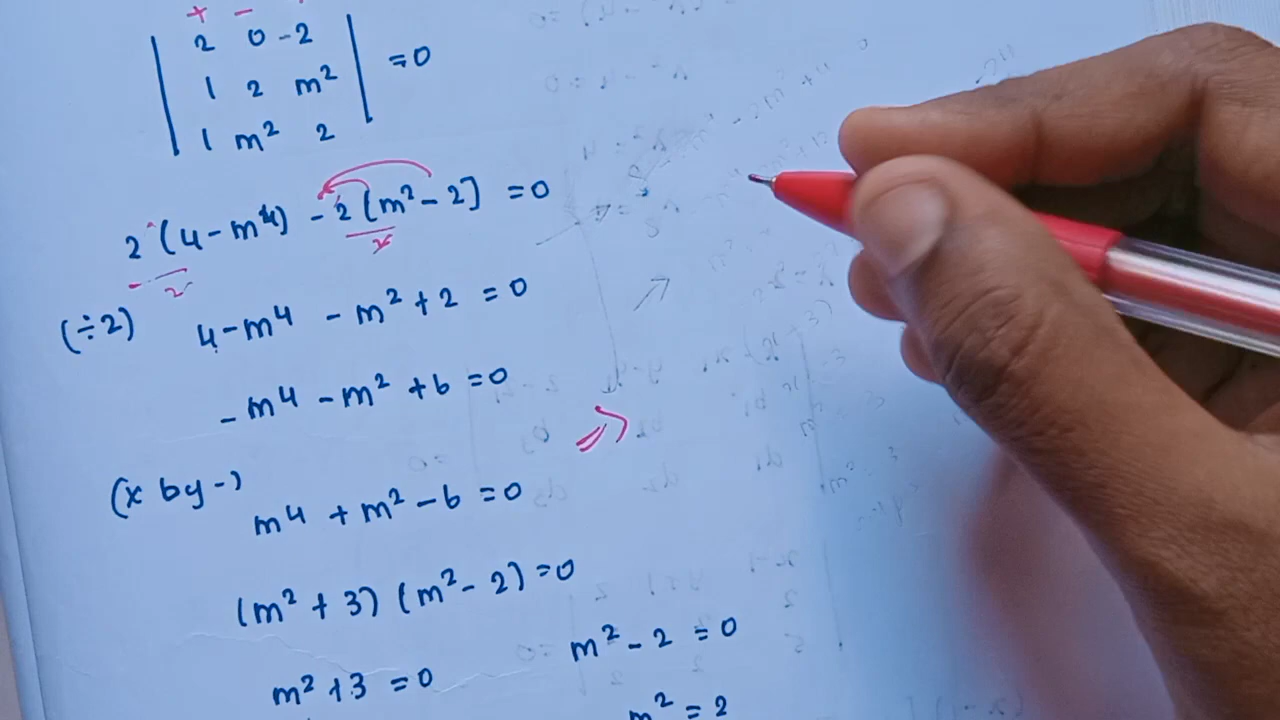 + -
2 0 -2
1 2 m² = 0
1 m² 2
2 (4 - m⁴) - 2 [m² - 2] = 0
(÷2) 4 - m⁴ - m² + 2 = 0
- m⁴ - m² + 6 = 0
(x by -)
m⁴ + m² - 6 = 0
(m² + 3) (m² - 2) = 0
m² + 3 = 0 m² - 2 = 0
m² = 2